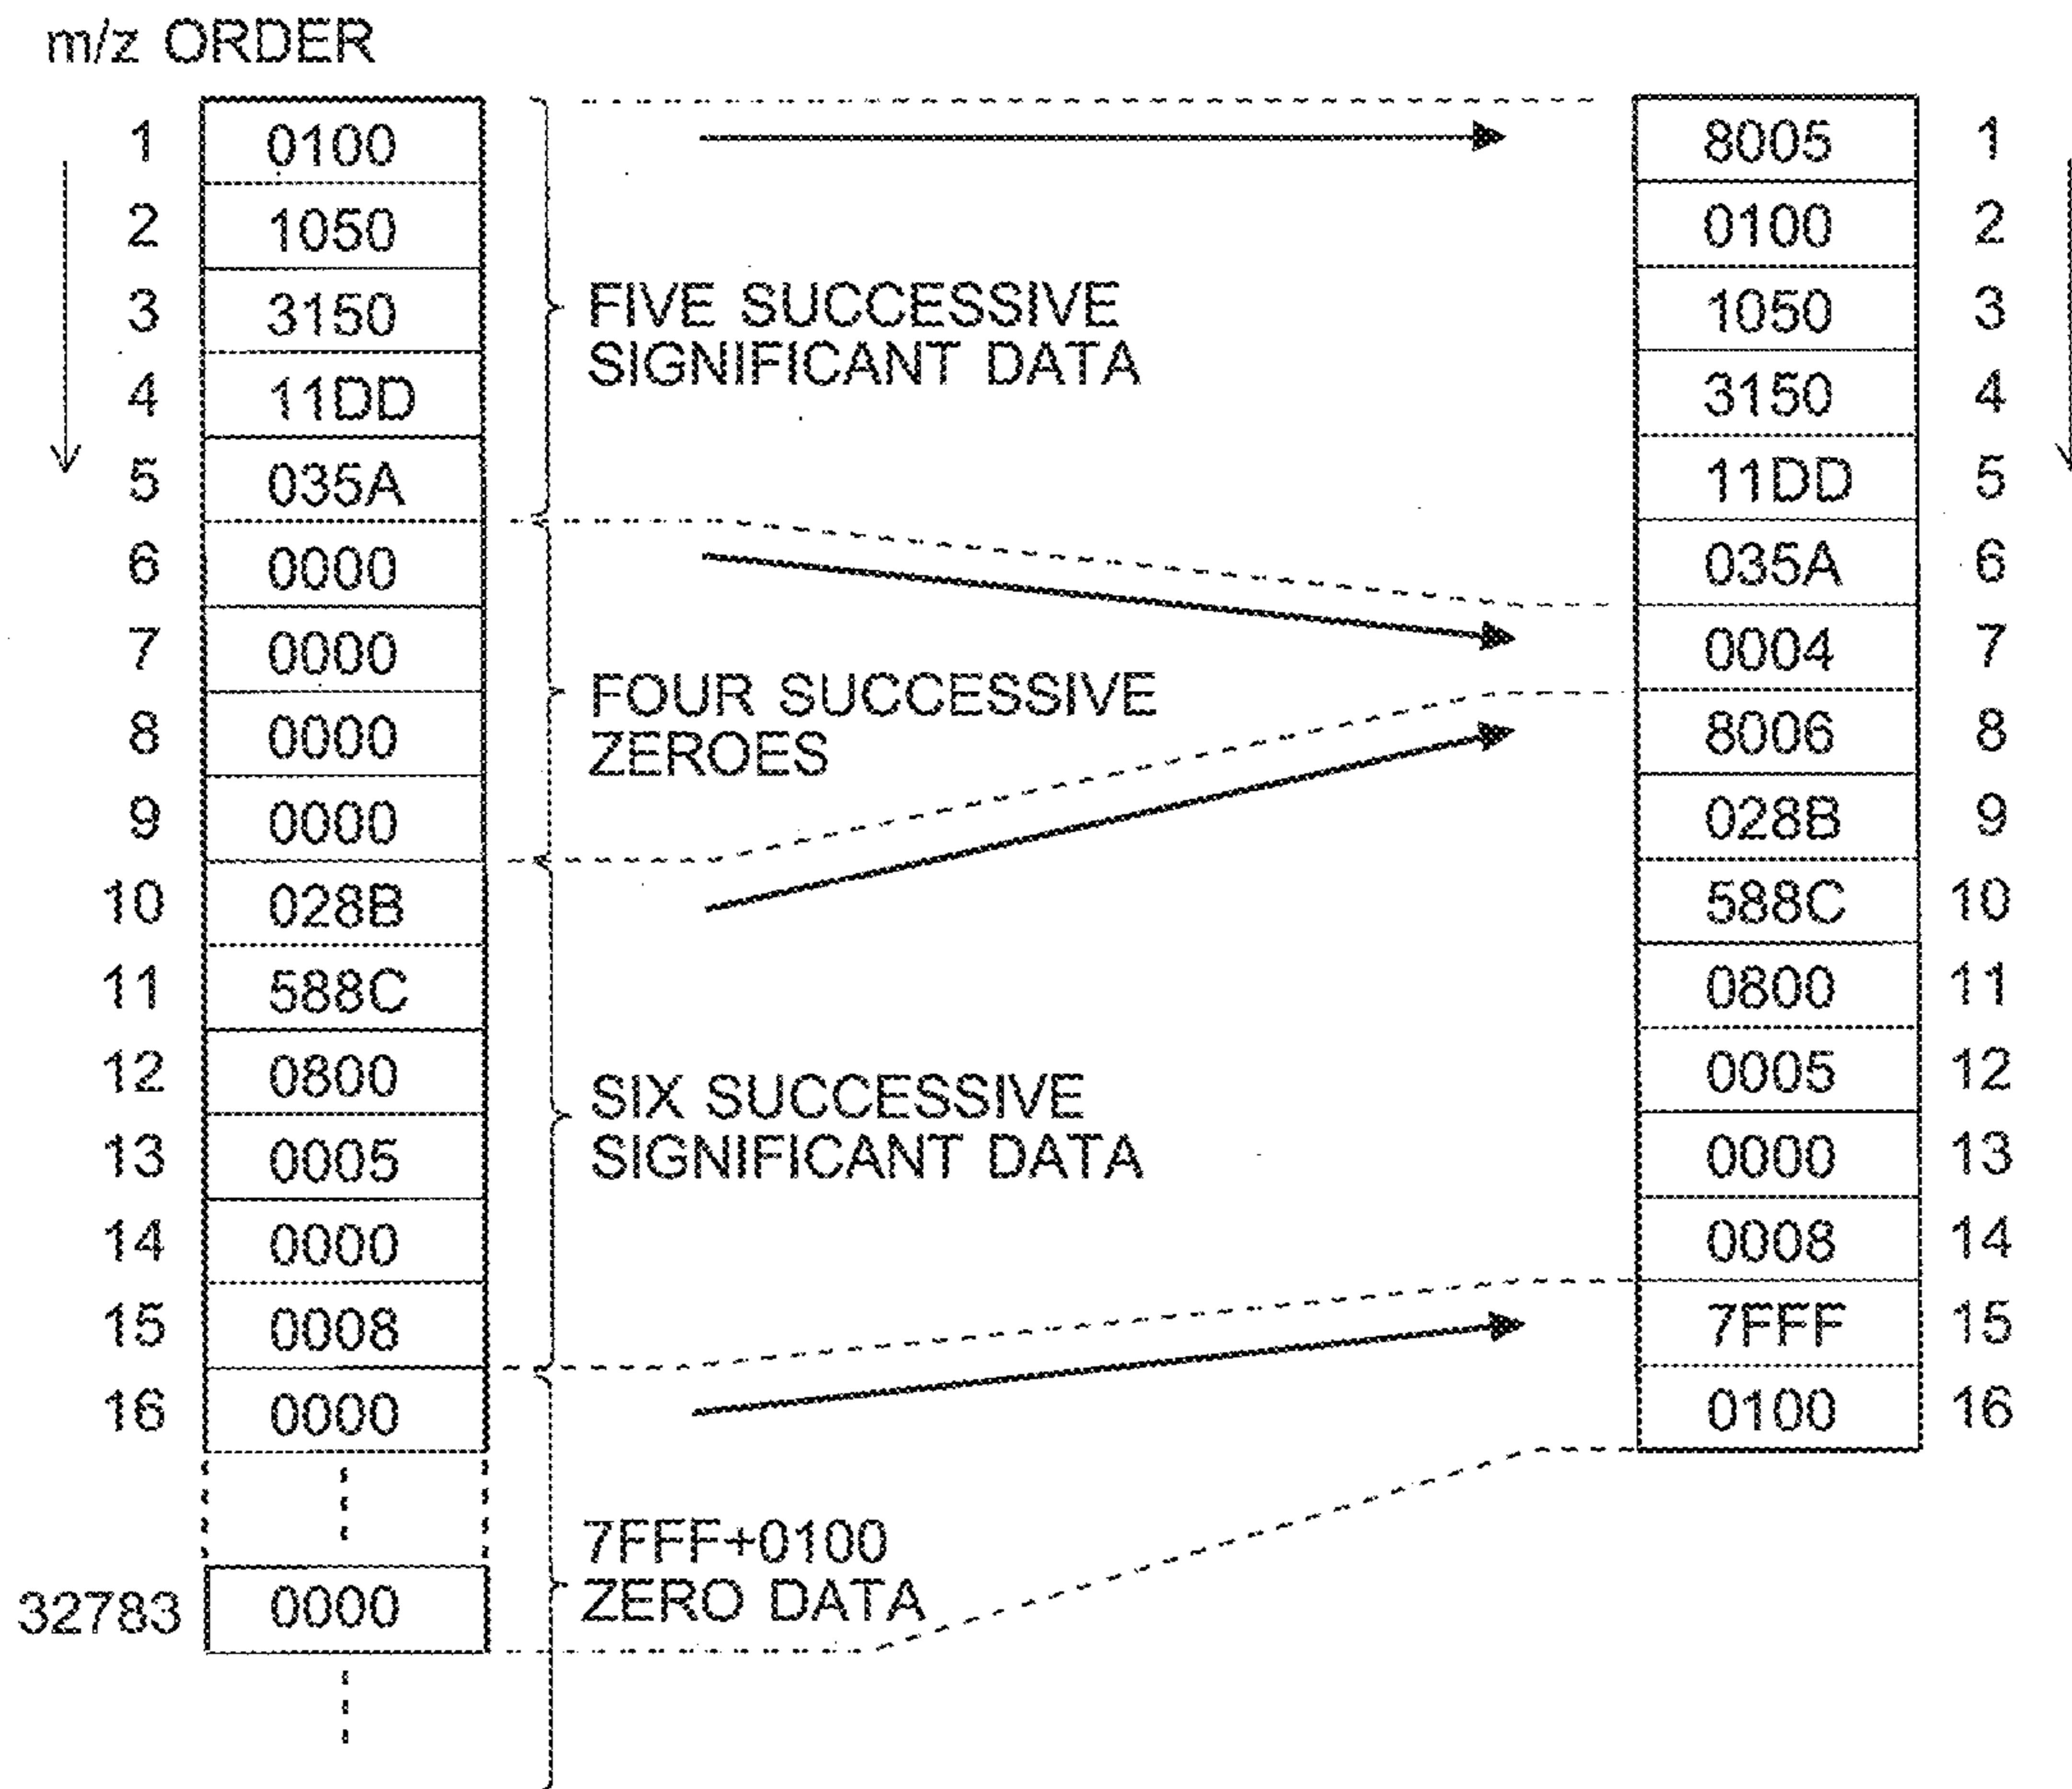 m/z ORDER
1 0100
2 1050
3 3150
4 11DD
5 035A
6 0000
7 0000
8 0000
9 0000
10 028B
11 588C
12 0800
13 0005
14 0000
15 0008
16 0000
32783 0000
FIVE SUCCESSIVE
SIGNIFICANT DATA
FOUR SUCCESSIVE
ZEROES
SIX SUCCESSIVE
SIGNIFICANT DATA
7FFF+0100
ZERO DATA
8005 1
0100 2
1050 3
3150 4
11DD 5
035A 6
0004 7
8006 8
028B 9
588C 10
0800 11
0005 12
0000 13
0008 14
7FFF 15
0100 16